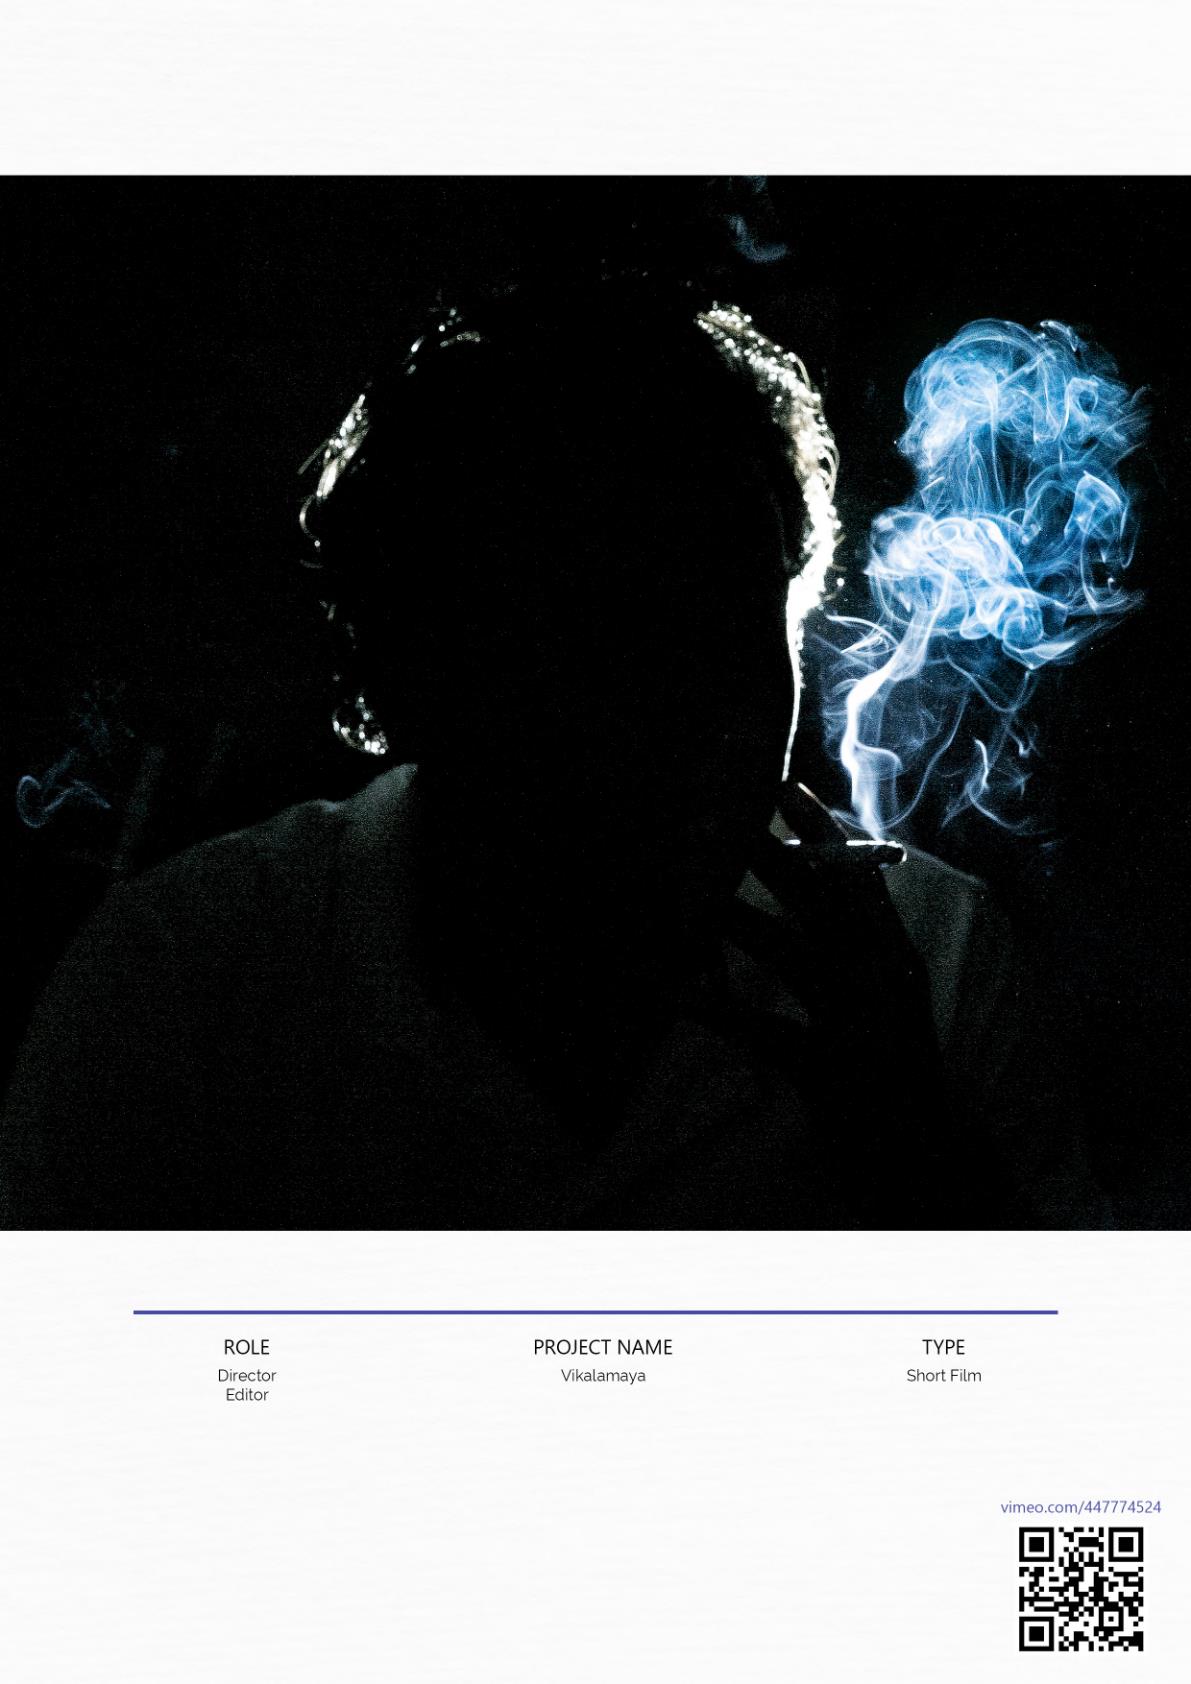 ROLE
Director
Editor
PROJECT NAME
Vikalamaya
TYPE
Short Film
vimeo.com/447774524